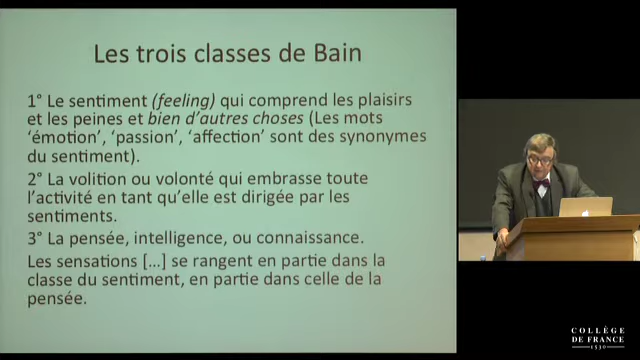 Les trois classes de Bain
1° Le sentiment (feeling) qui comprend les plaisirs
et les peines et bien d'autres choses (Les mots
'émotion', 'passion', 'affection' sont des synonymes
du sentiment).
2° La volition ou volonté qui embrasse toute
l'activité en tant qu'elle est dirigée par les
sentiments.
3° La pensée, intelligence, ou connaissance.
Les sensations […] se rangent en partie dans la
classe du sentiment, en partie dans celle de la
pensée.
COLLÈGE
DE FRANCE
1530